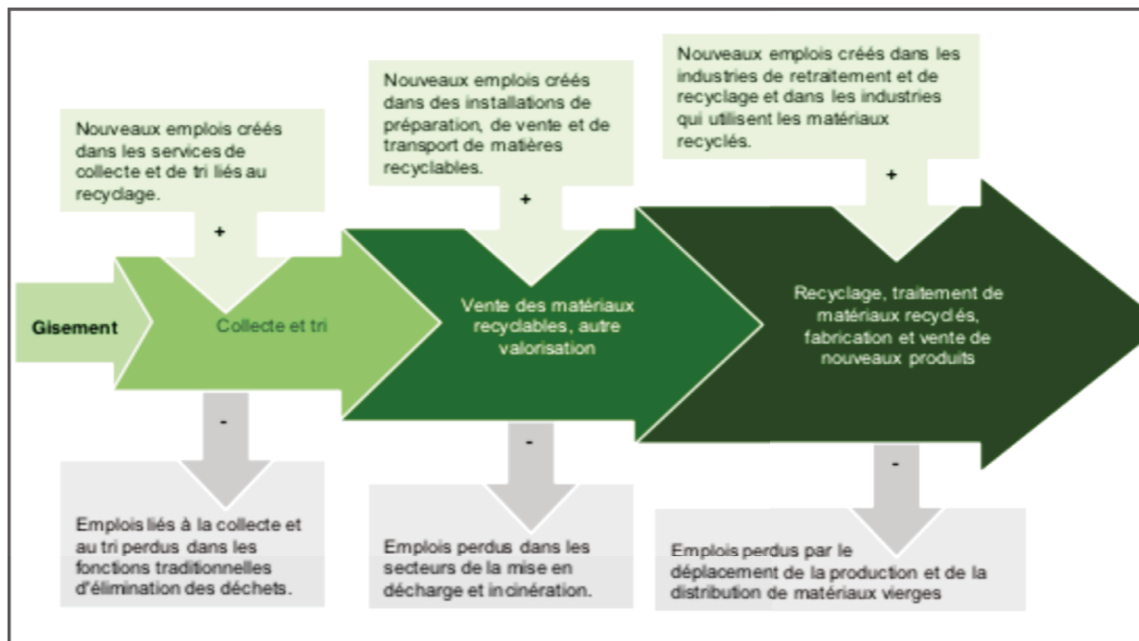 Nouveaux emplois créés
dans les services de
collecte et de tri liés au
recyclage.
+
Nouveaux emplois créés
dans des installations de
préparation, de vente et de
transport de matières
recyclables.
+
Nouveaux emplois créés dans les
industries de retraitement et de
recyclage et dans les industries
qui utilisent les matériaux
recyclés.
+
Gisement
Collecte et tri
Vente des matériaux
recyclables, autre
valorisation
Recyclage, traitement de
matériaux recyclés,
fabrication et vente de
nouveaux produits
-
Emplois liés à la collecte et
au tri perdus dans les
fonctions traditionnelles
d'élimination des déchets.
-
Emplois perdus dans les
secteurs de la mise en
décharge et incinération.
-
Emplois perdus par le
déplacement de la production et de la
distribution de matériaux vierges